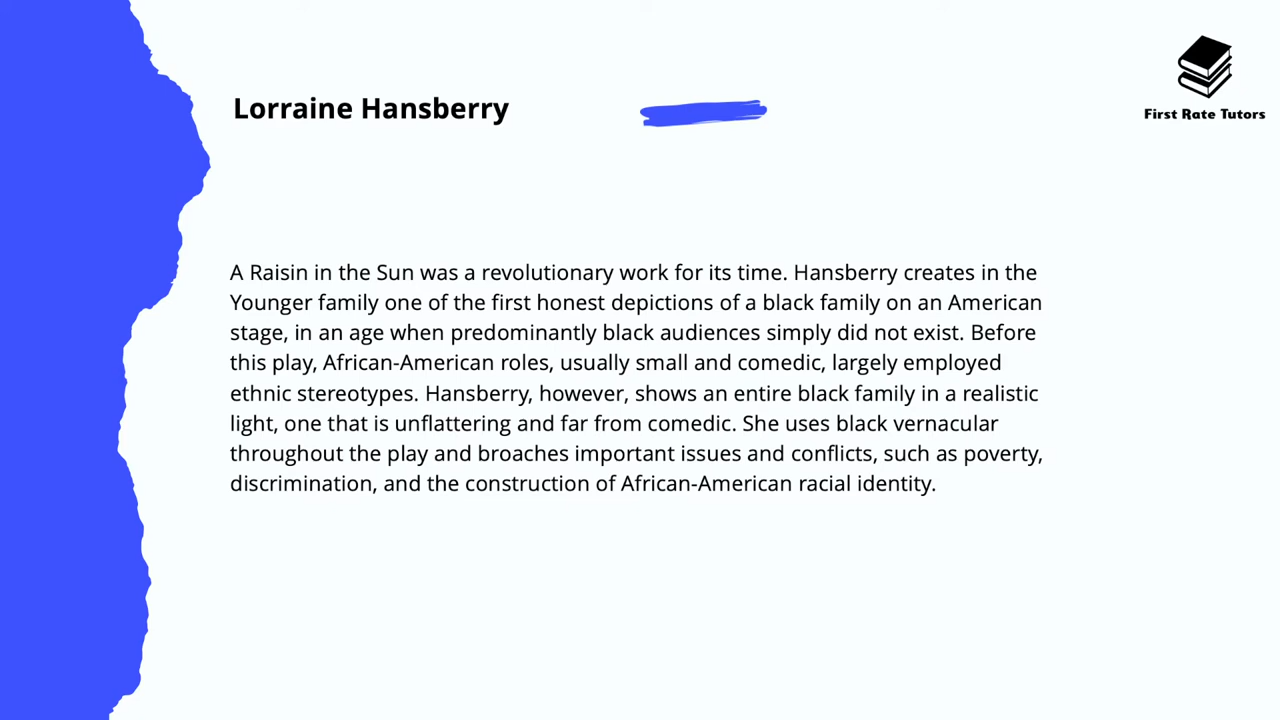 Lorraine Hansberry
First Rate Tutors
A Raisin in the Sun was a revolutionary work for its time. Hansberry creates in the
Younger family one of the first honest depictions of a black family on an American
stage, in an age when predominantly black audiences simply did not exist. Before
this play, African-American roles, usually small and comedic, largely employed
ethnic stereotypes. Hansberry, however, shows an entire black family in a realistic
light, one that is unflattering and far from comedic. She uses black vernacular
throughout the play and broaches important issues and conflicts, such as poverty,
discrimination, and the construction of African-American racial identity.